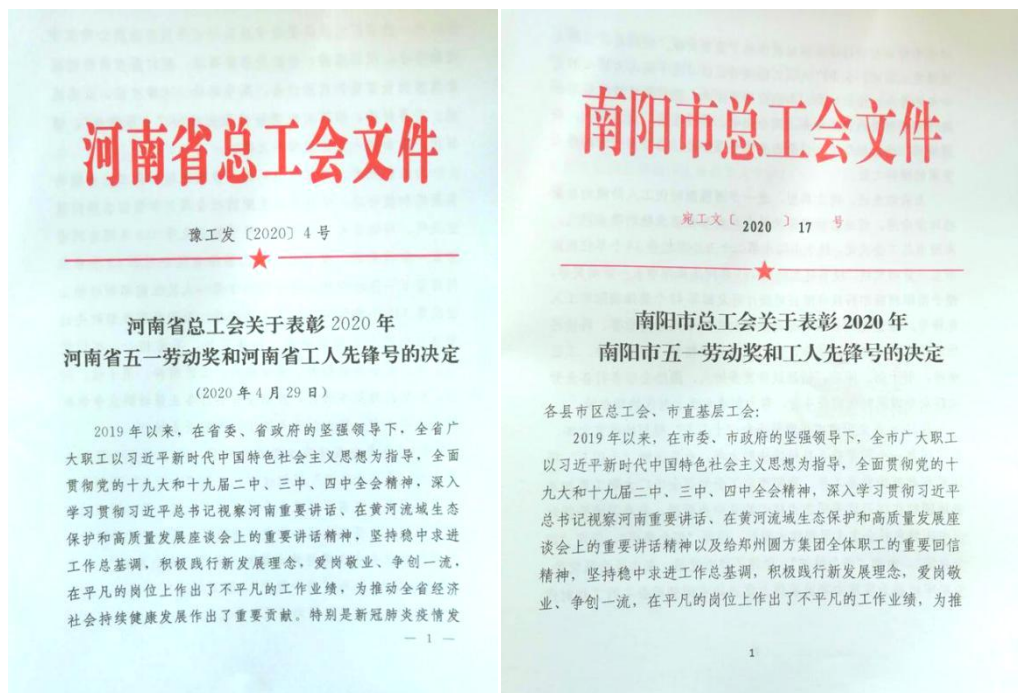 河南省总工会文件
豫工发〔2020〕4号
河南省总工会关于表彰2020年
河南省五一劳动奖和河南省工人先锋号的决定
（2020年4月29日）
2019年以来，在省委、省政府的坚强领导下，全省广
大职工以习近平新时代中国特色社会主义思想为指导，全面
贯彻党的十九大和十九届二中、三中、四中全会精神，深入
学习贯彻习近平总书记视察河南重要讲话、在黄河流域生态
保护和高质量发展座谈会上的重要讲话精神，坚持稳中求进
工作总基调，积极践行新发展理念，爱岗敬业、争创一流，
在平凡的岗位上作出了不平凡的工作业绩，为推动全省经济
社会持续健康发展作出了重要贡献。特别是新冠肺炎疫情发
— 1 —
南阳市总工会文件
宛工文〔2020〕17号
南阳市总工会关于表彰2020年
南阳市五一劳动奖和工人先锋号的决定
各县市区总工会、市直基层工会:
2019年以来，在市委、市政府的坚强领导下，全市广大职工
以习近平新时代中国特色社会主义思想为指导，全面贯彻党的十
九大和十九届二中、三中、四中全会精神，深入学习贯彻习近平
总书记视察河南重要讲话、在黄河流域生态保护和高质量发展座
谈会上的重要讲话精神以及给郑州圆方集团全体职工的重要回信
精神，坚持稳中求进工作总基调，积极践行新发展理念，爱岗敬
业、争创一流，在平凡的岗位上作出了不平凡的工作业绩，为推
1